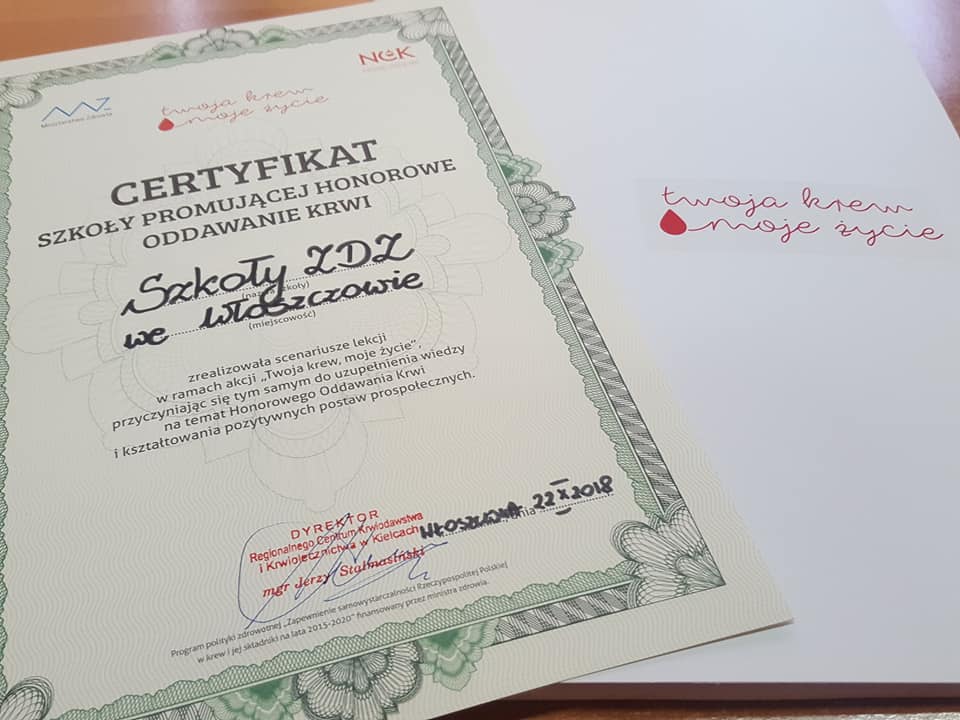 NCK
Ministerstwo Zdrowia
twoja krew
moje życie
CERTYFIKAT
SZKOŁY PROMUJĄCEJ HONOROWE
ODDAWANIE KRWI
Szkoły ZDZ
(nazwa szkoły)
we Włoszczowie
(miejscowość)
zrealizowała scenariusze lekcji
w ramach akcji „Twoja krew, moje życie”,
przyczyniając się tym samym do uzupełnienia wiedzy
na temat Honorowego Oddawania Krwi
i kształtowania pozytywnych postaw prospołecznych.
DYREKTOR
Regionalnego Centrum Krwiodawstwa
i Krwiolecznictwa w Kielcach
mgr Jerzy Stalmasiński
dnia 22 X 2018
Program polityki zdrowotnej „Zapewnienie samowystarczalności Rzeczypospolitej Polskiej
w krew i jej składniki na lata 2015-2020” finansowany przez ministra zdrowia.
twoja krew
moje życie